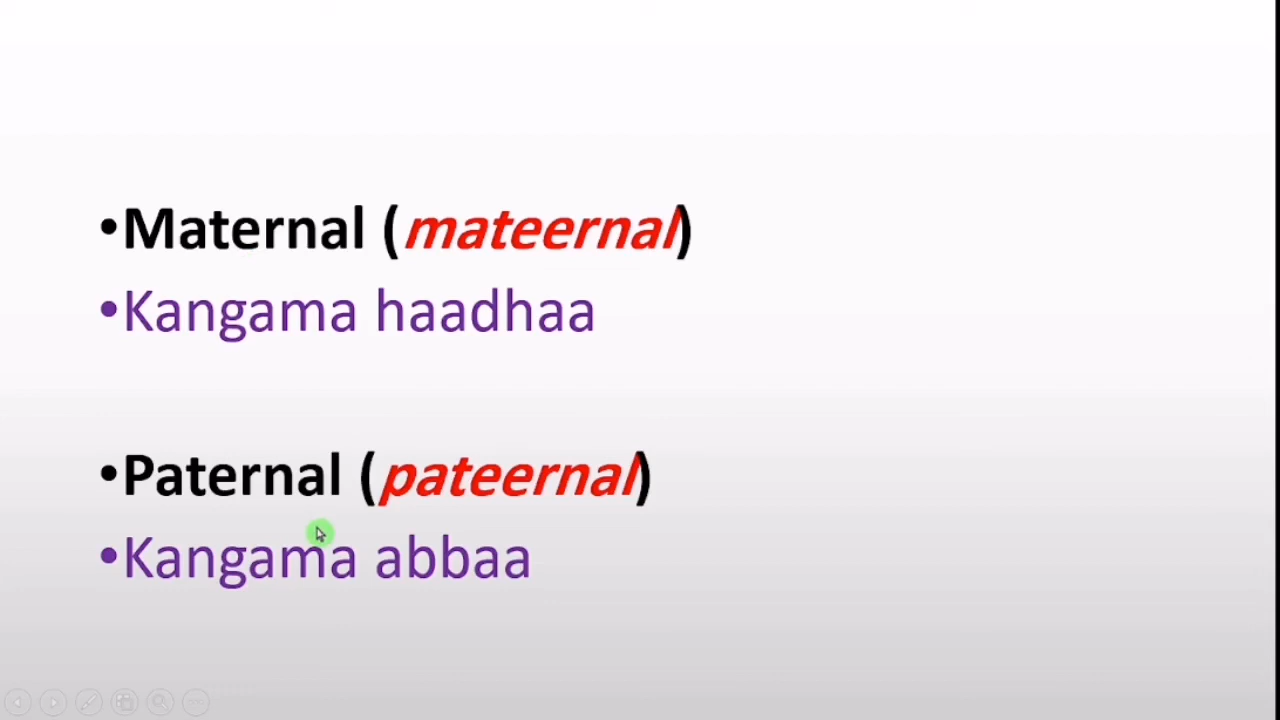 •Maternal (mateernal)
•Kangama haadhaa
•Paternal (pateernal)
•Kangama abbaa